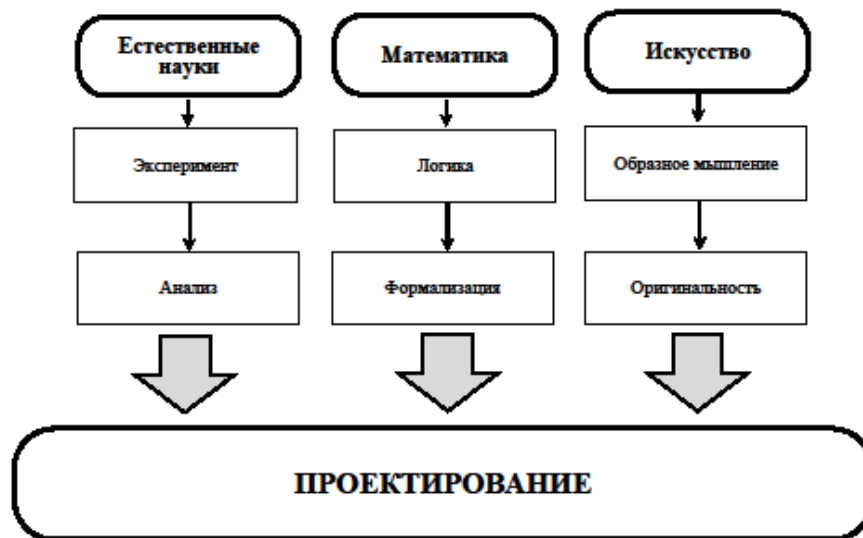 Естественные
науки
Математика
Искусство
Эксперимент
Логика
Образное мышление
Анализ
Формализация
Оригинальность
ПРОЕКТИРОВАНИЕ